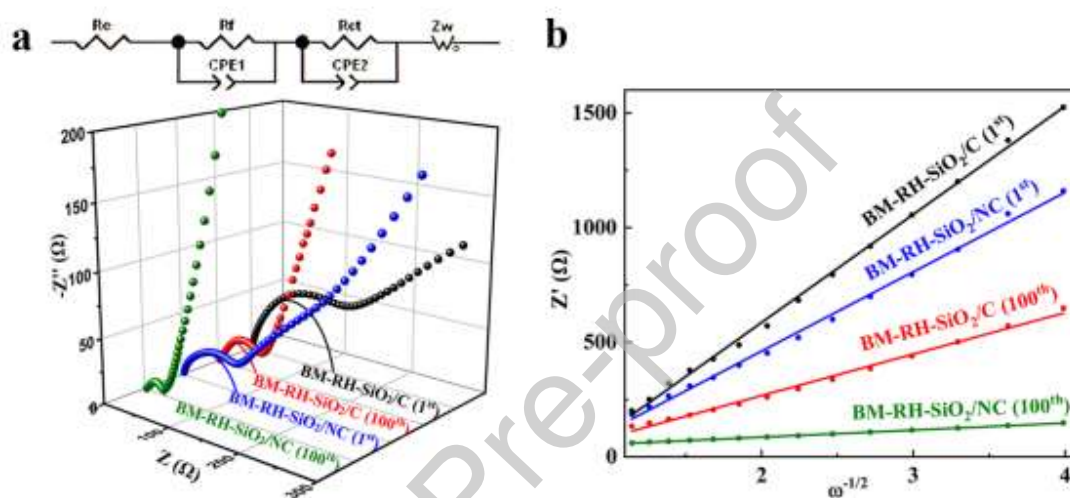 a
Re
Rf
CPE1
Rct
CPE2
Zw
200
150
100
50
0
-Z'' (Ω)
100
200
300
Z (Ω)
BM-RH-SiO₂/C (1ˢᵗ)
BM-RH-SiO₂/C (100ᵗʰ)
BM-RH-SiO₂/NC (1ˢᵗ)
BM-RH-SiO₂/NC (100ᵗʰ)
b
1500
1000
500
0
Z' (Ω)
BM-RH-SiO₂/C (1ˢᵗ)
BM-RH-SiO₂/NC (1ˢᵗ)
BM-RH-SiO₂/C (100ᵗʰ)
BM-RH-SiO₂/NC (100ᵗʰ)
2
3
4
ω⁻¹/²
Pre-proof